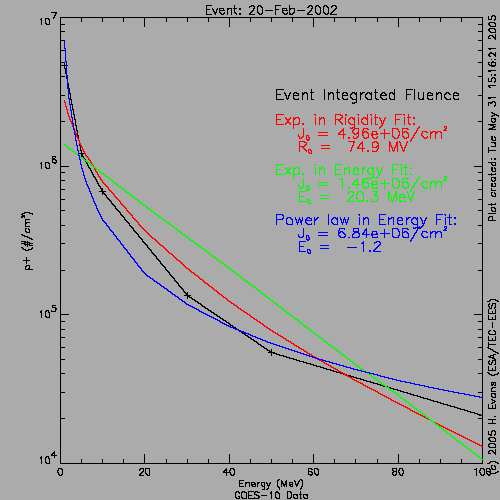 Event: 20-Feb-2002
10⁷
10⁶
10⁵
10⁴
p+ (#/cm²)
Event Integrated Fluence
Exp. in Rigidity Fit:
J₀ = 4.96e+06/cm²
R₀ = 74.9 MV
Exp. in Energy Fit:
J₀ = 1.46e+06/cm²
E₀ = 20.3 MeV
Power law in Energy Fit:
J₀ = 6.84e+06/cm²
E₀ = -1.2
0 20 40 60 80 100
Energy (MeV)
GOES-10 Data
Plot created: Tue May 31 15:16:21 2005
(c) 2005 H. Evans (ESA/TEC-EES)